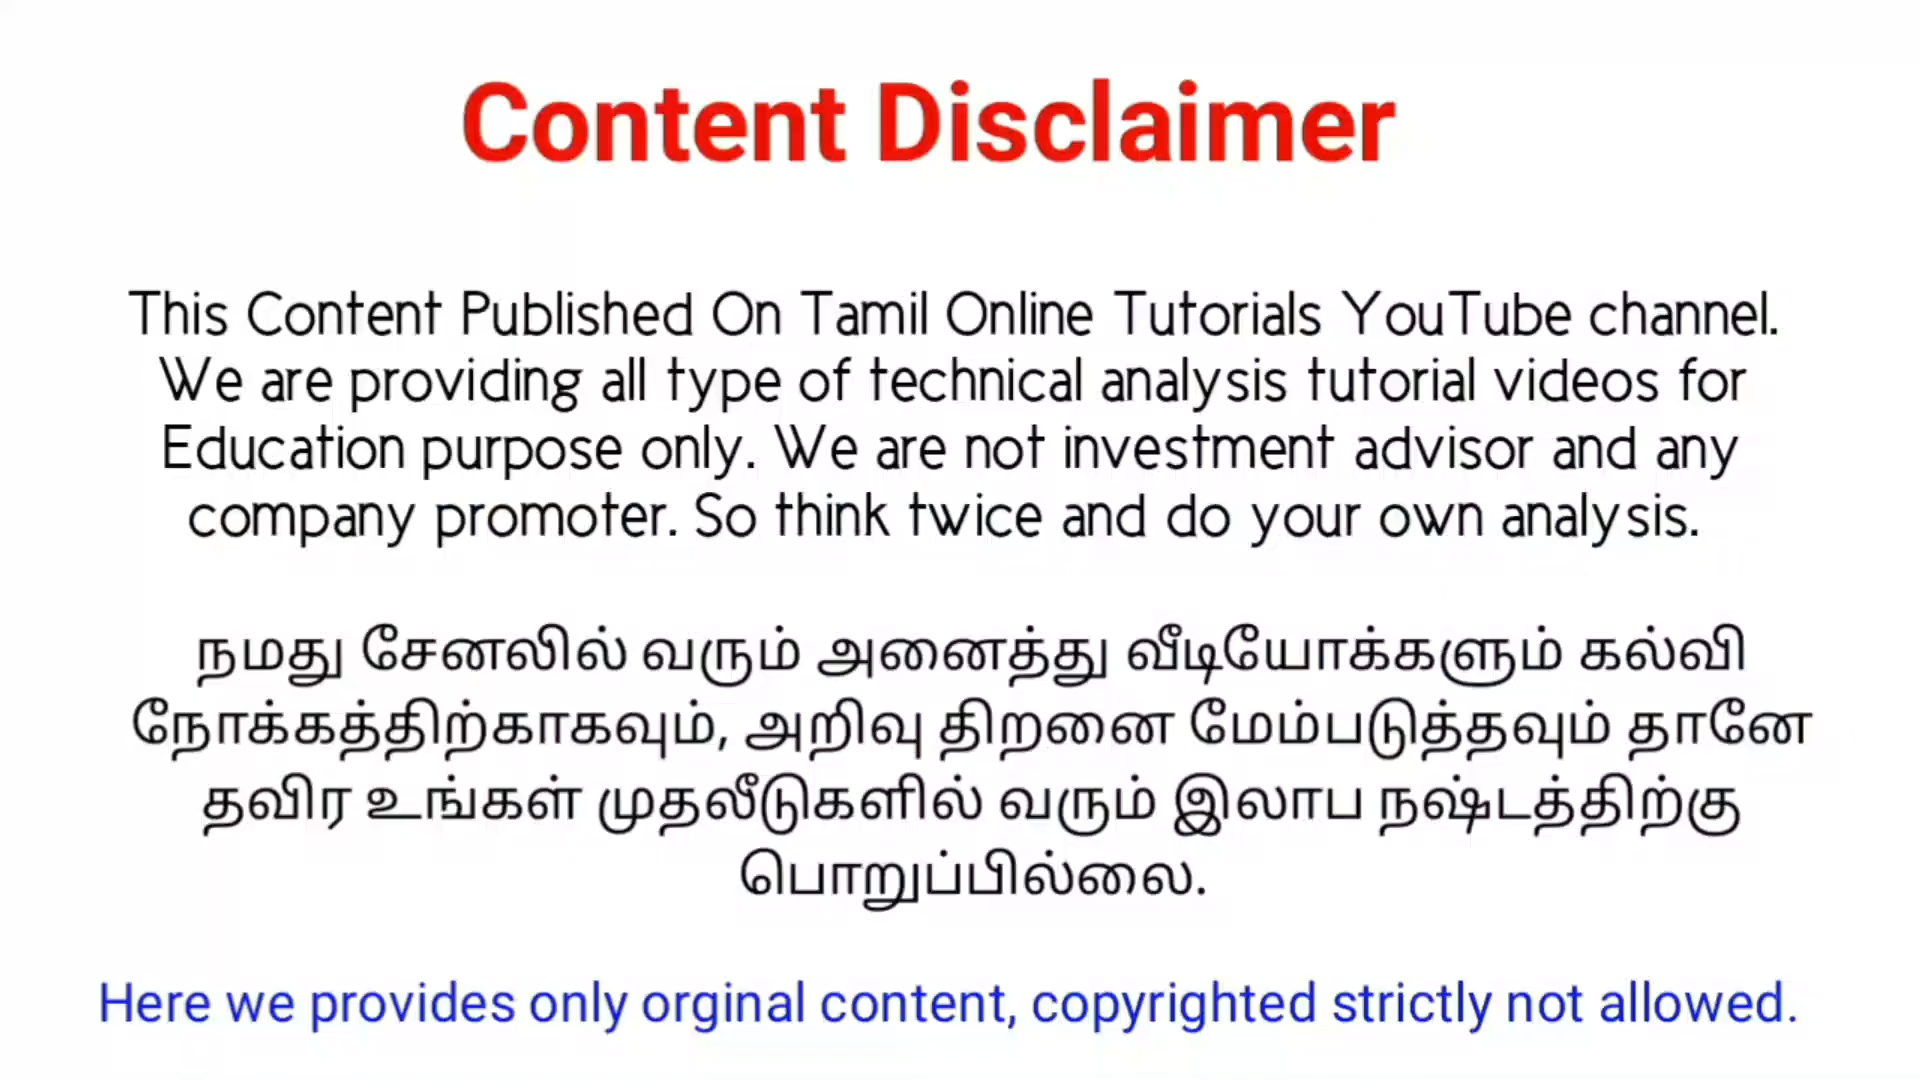 Content Disclaimer
This Content Published On Tamil Online Tutorials YouTube channel.
We are providing all type of technical analysis tutorial videos for
Education purpose only. We are not investment advisor and any
company promoter. So think twice and do your own analysis.
நமது சேனலில் வரும் அனைத்து வீடியோக்களும் கல்வி
நோக்கத்திற்காகவும், அறிவு திறனை மேம்படுத்தவும் தானே
தவிர உங்கள் முதலீடுகளில் வரும் இலாப நஷ்டத்திற்கு
பொறுப்பில்லை.
Here we provides only orginal content, copyrighted strictly not allowed.